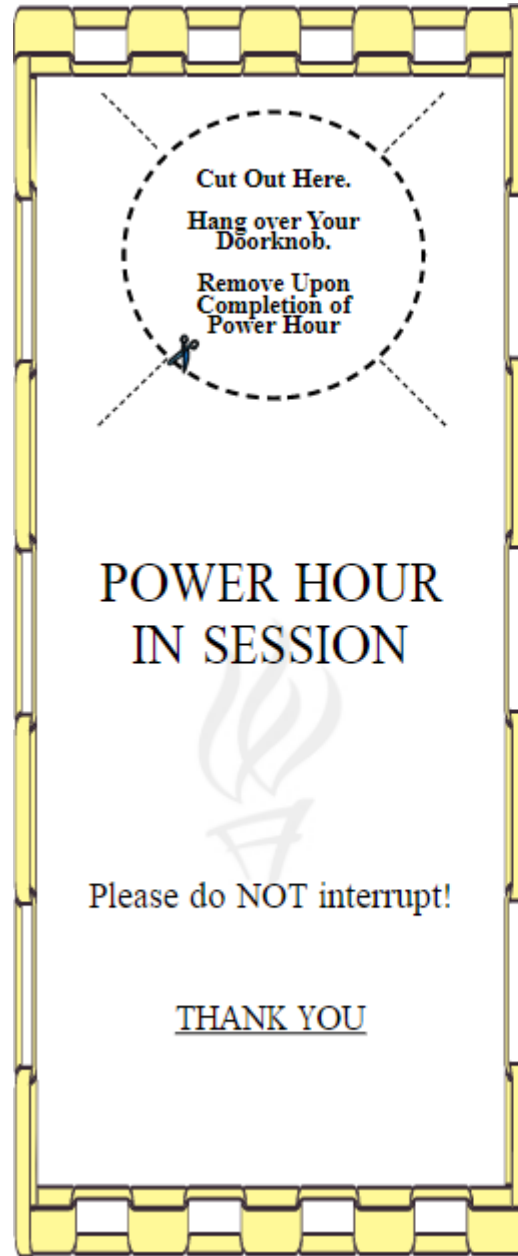 Cut Out Here.
Hang over Your
Doorknob.
Remove Upon
Completion of
Power Hour
POWER HOUR
IN SESSION
Please do NOT interrupt!
THANK YOU